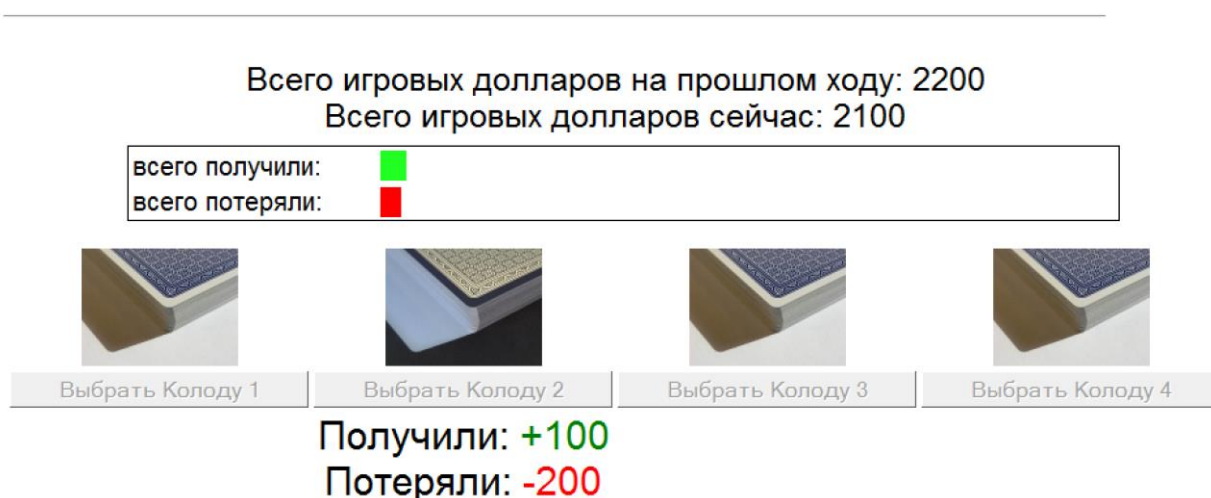 Всего игровых долларов на прошлом ходу: 2200
Всего игровых долларов сейчас: 2100
всего получили:
всего потеряли:
Выбрать Колоду 1 Выбрать Колоду 2 Выбрать Колоду 3 Выбрать Колоду 4
Получили: +100
Потеряли: -200